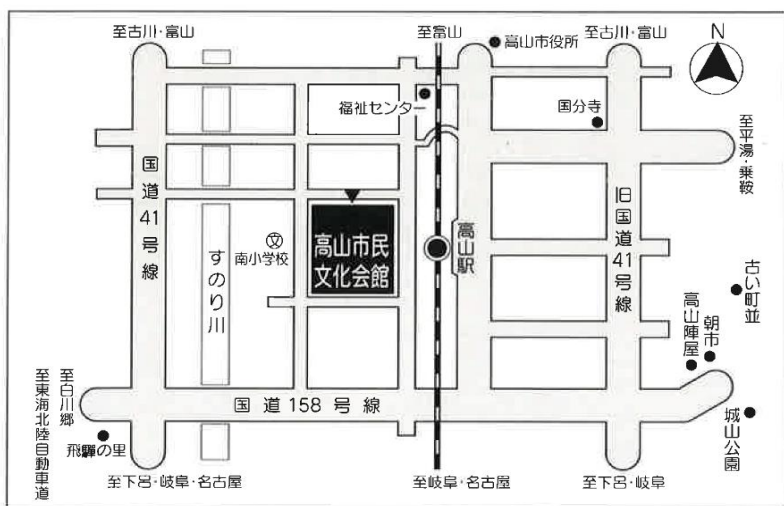 至古川・富山
至富山
高山市役所
至古川・富山
N
福祉センター
国分寺
至平湯・乗鞍
国道41号線
すのり川
文
南小学校
高山市民
文化会館
高山駅
旧国道41号線
古い町並
朝市
高山陣屋
城山公園
国道158号線
至白川郷
至東海北陸自動車道
飛騨の里
至下呂・岐阜・名古屋
至岐阜・名古屋
至下呂・岐阜